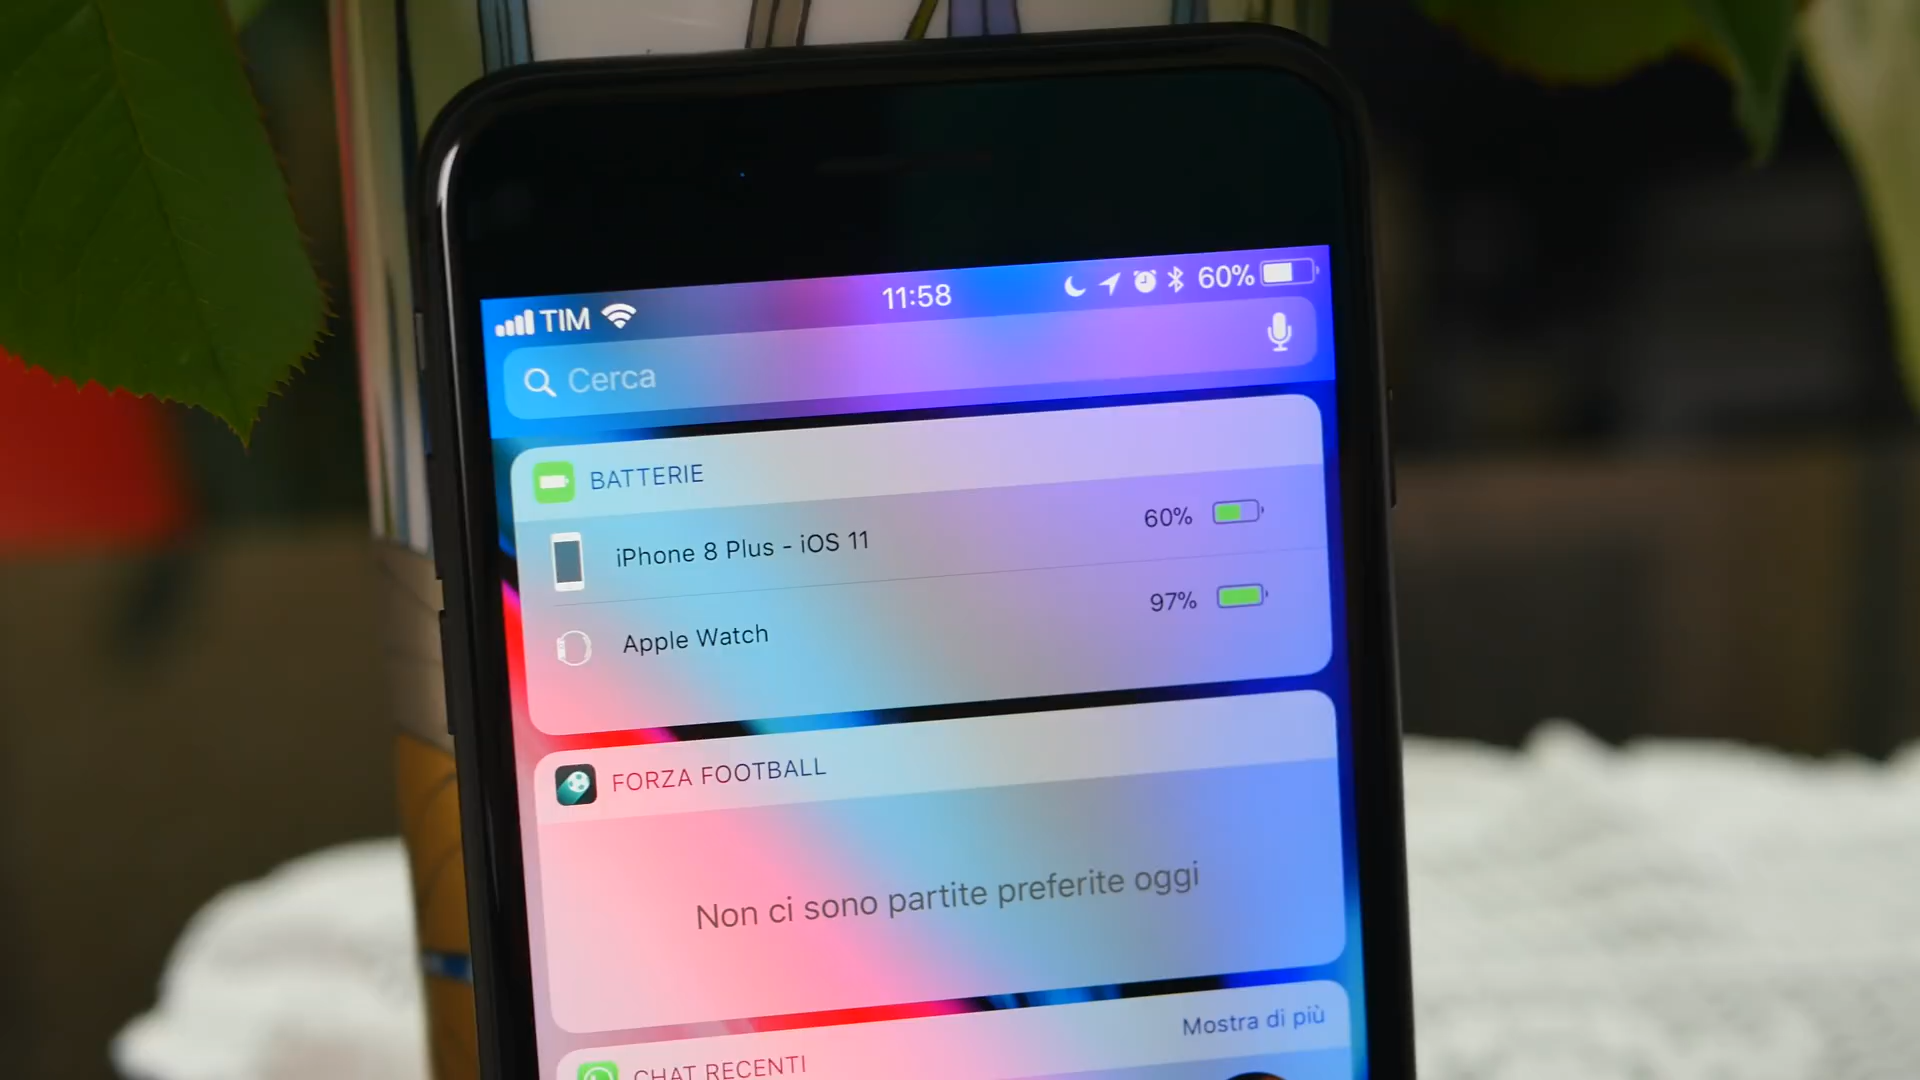 TIM 11:58 60%
Cerca
BATTERIE
iPhone 8 Plus - iOS 11 60%
Apple Watch 97%
FORZA FOOTBALL
Non ci sono partite preferite oggi
CHAT RECENTI Mostra di più